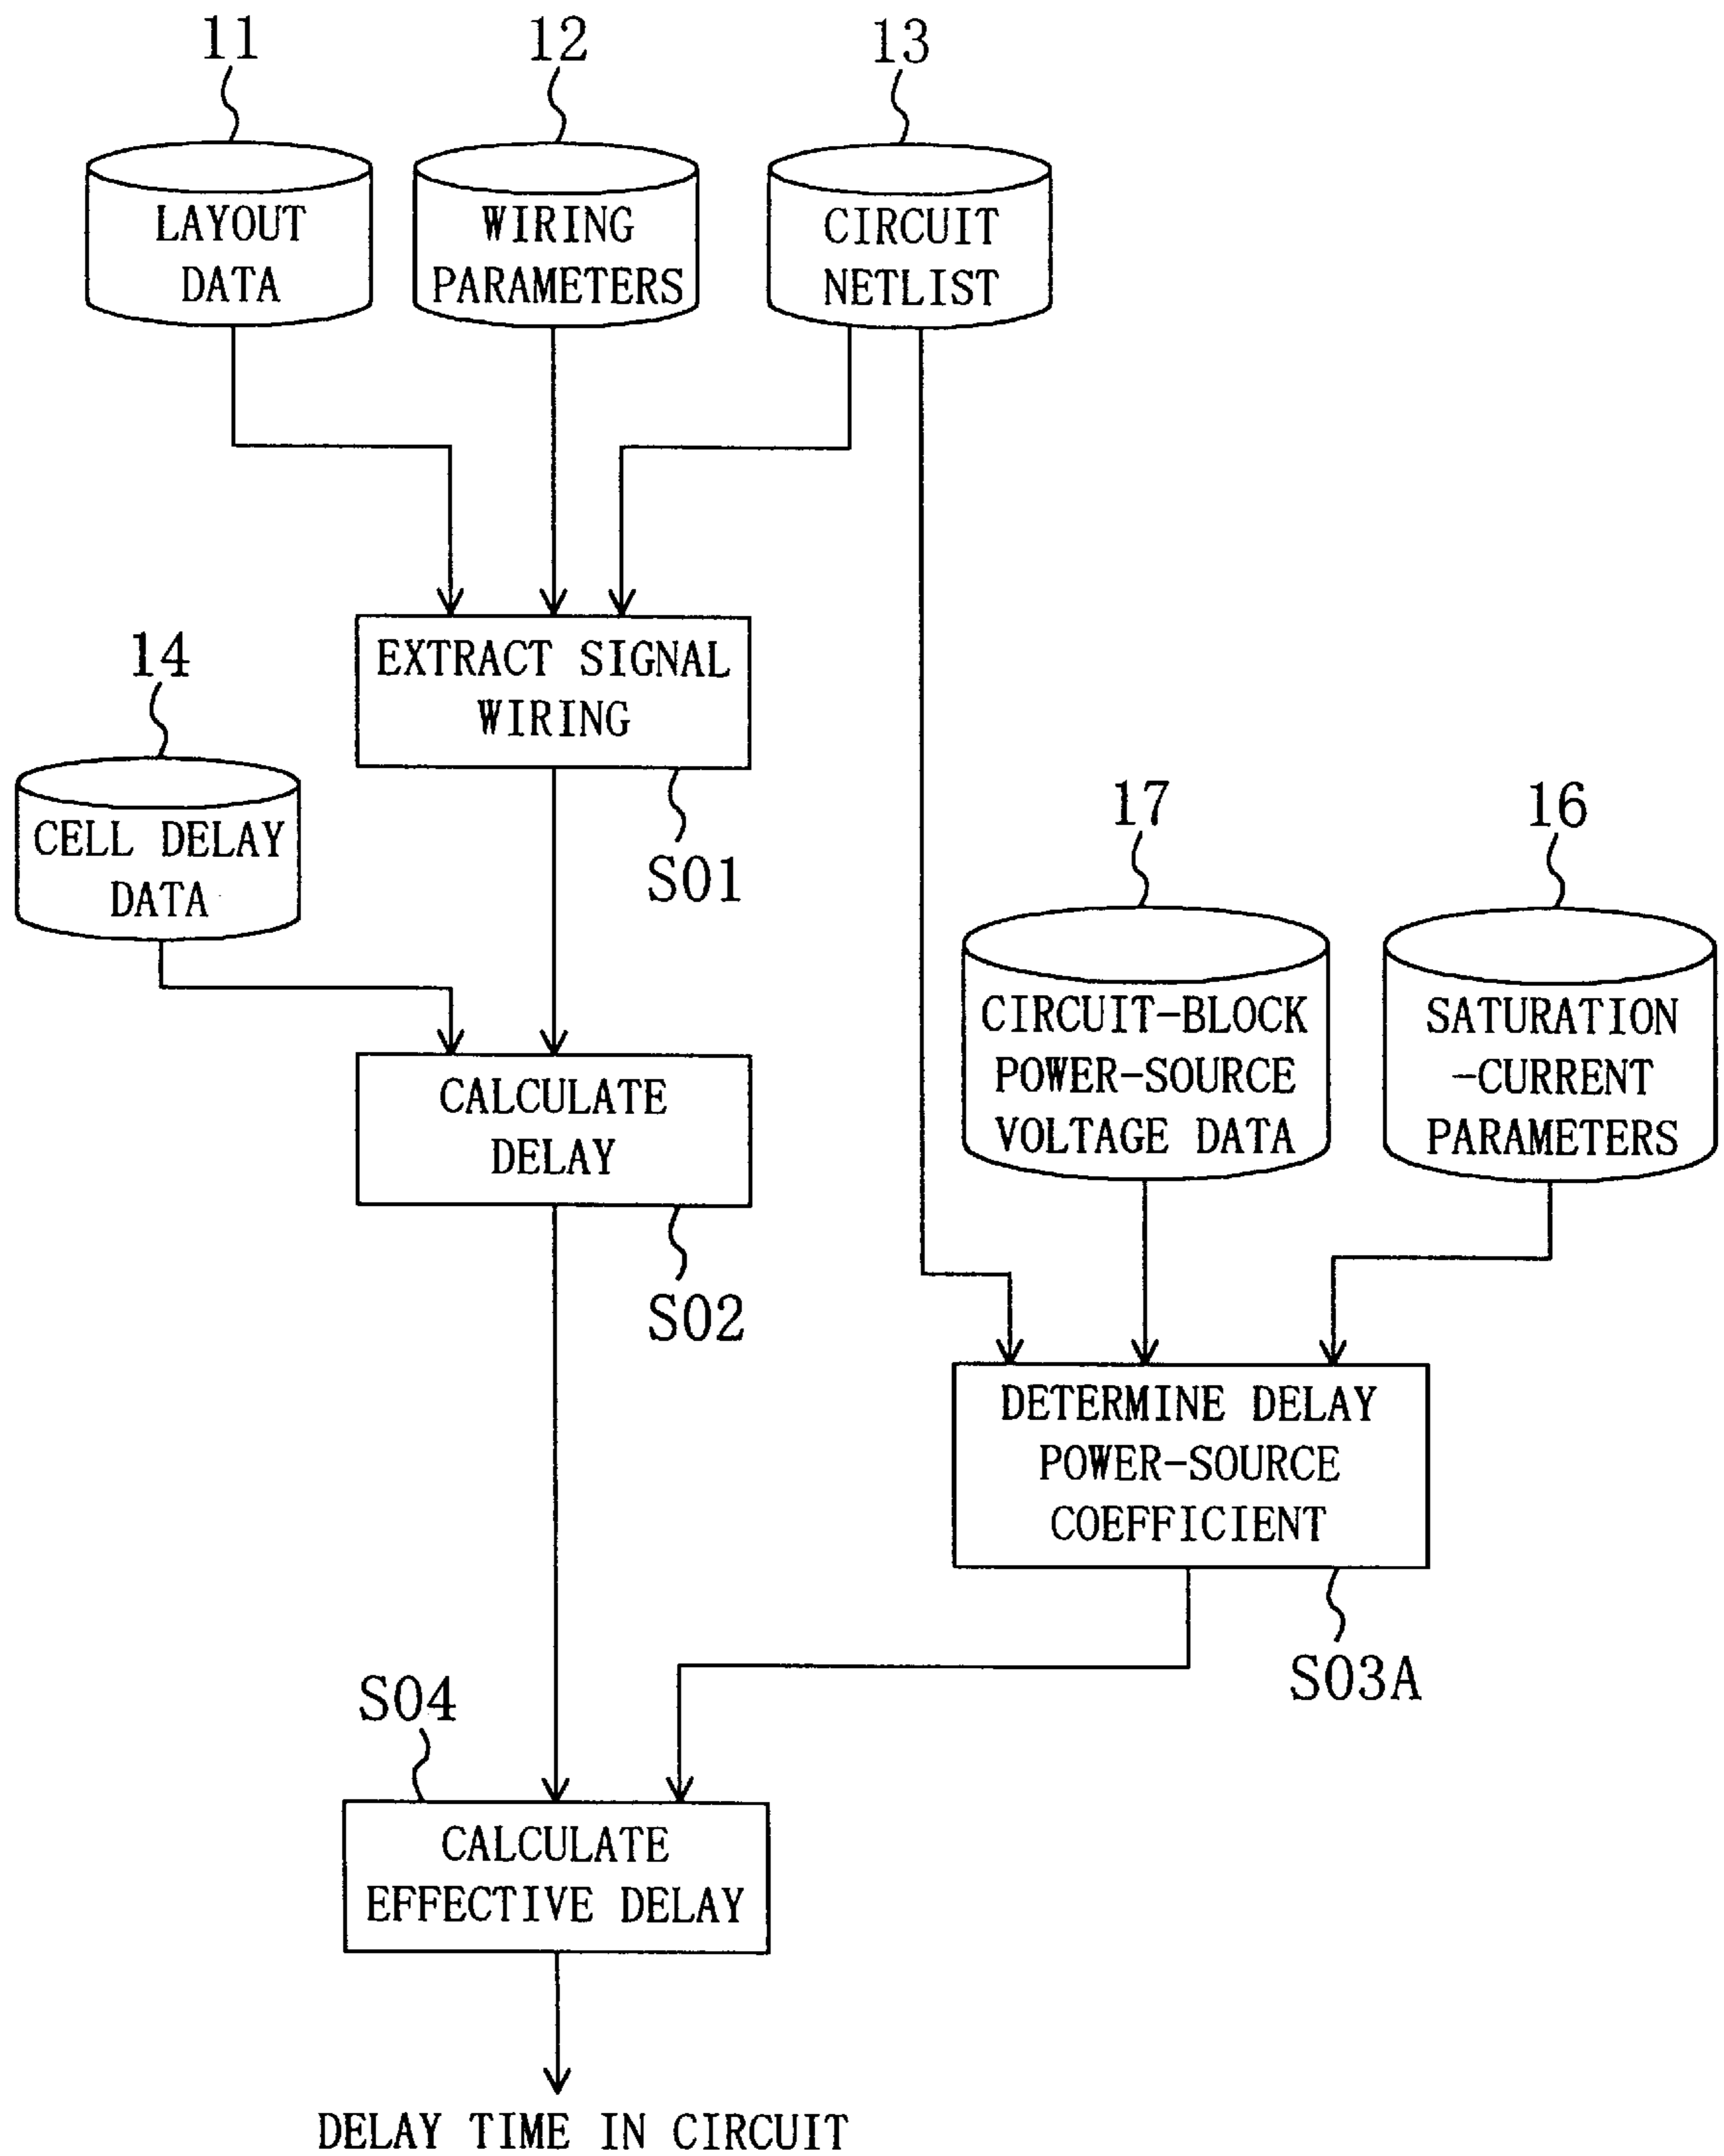 11
12
13
LAYOUT
DATA
WIRING
PARAMETERS
CIRCUIT
NETLIST
EXTRACT SIGNAL
WIRING
S01
14
CELL DELAY
DATA
17
16
CIRCUIT-BLOCK
POWER-SOURCE
VOLTAGE DATA
SATURATION
-CURRENT
PARAMETERS
CALCULATE
DELAY
S02
DETERMINE DELAY
POWER-SOURCE
COEFFICIENT
S03A
S04
CALCULATE
EFFECTIVE DELAY
DELAY TIME IN CIRCUIT